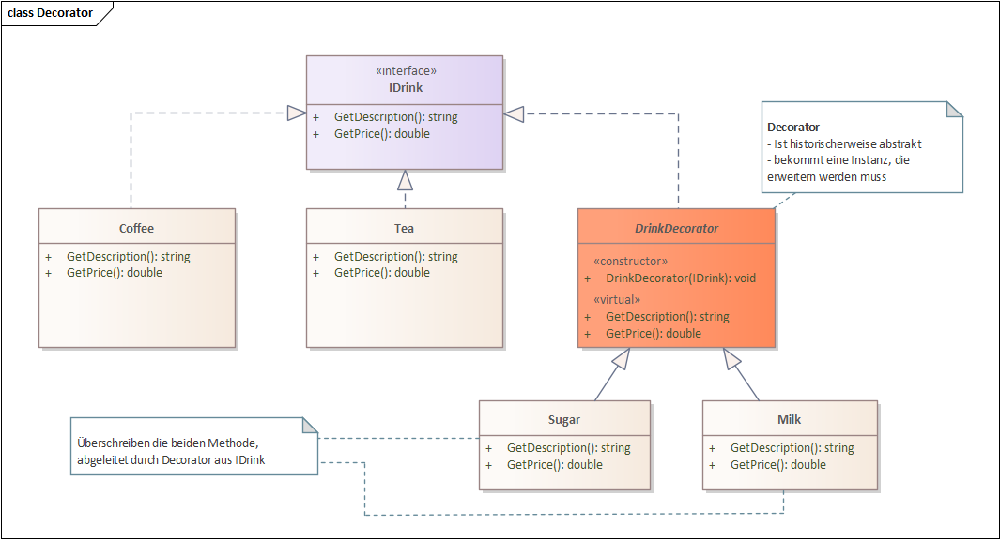 class Decorator
«interface»
IDrink
+ GetDescription(): string
+ GetPrice(): double
Decorator
- Ist historischerweise abstrakt
- bekommt eine Instanz, die
erweitern werden muss
Coffee
+ GetDescription(): string
+ GetPrice(): double
Tea
+ GetDescription(): string
+ GetPrice(): double
DrinkDecorator
«constructor»
+ DrinkDecorator(IDrink): void
«virtual»
+ GetDescription(): string
+ GetPrice(): double
Überschreiben die beiden Methode,
abgeleitet durch Decorator aus IDrink
Sugar
+ GetDescription(): string
+ GetPrice(): double
Milk
+ GetDescription(): string
+ GetPrice(): double